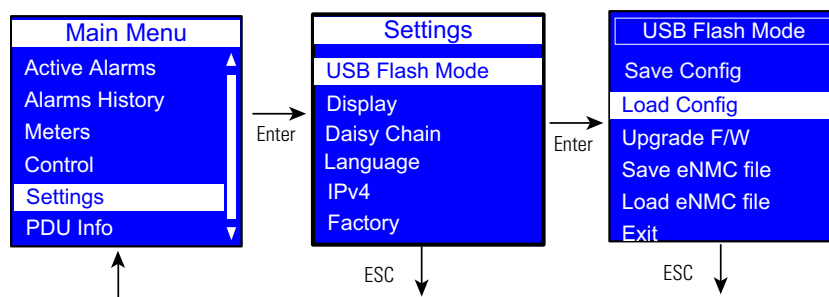 Main Menu
Active Alarms
Alarms History
Meters
Control
Settings
PDU Info
Enter
Settings
USB Flash Mode
Display
Daisy Chain
Language
IPv4
Factory
ESC
Enter
USB Flash Mode
Save Config
Load Config
Upgrade F/W
Save eNMC file
Load eNMC file
Exit
ESC